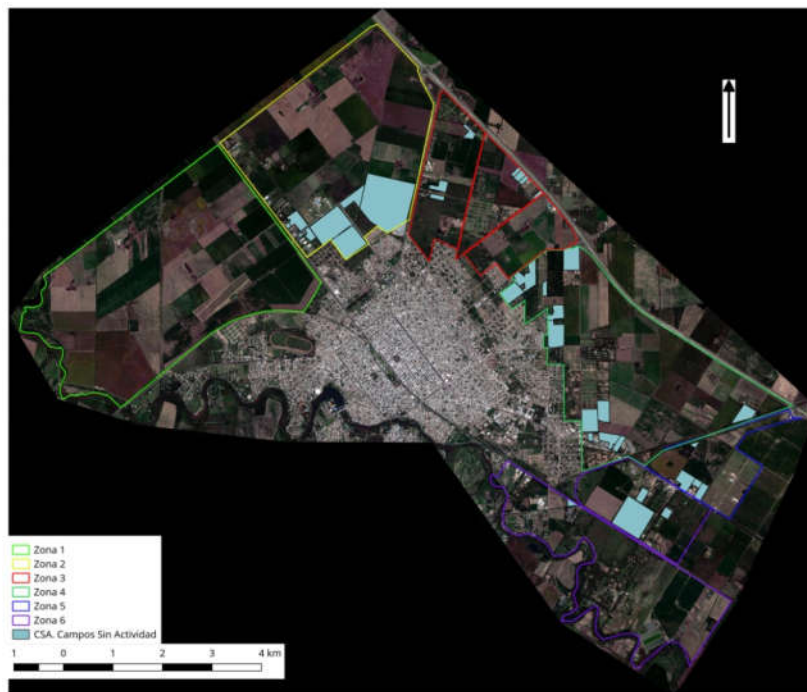 Zona 1
Zona 2
Zona 3
Zona 4
Zona 5
Zona 6
CSA. Campos Sin Actividad
1 0 1 2 3 4 km